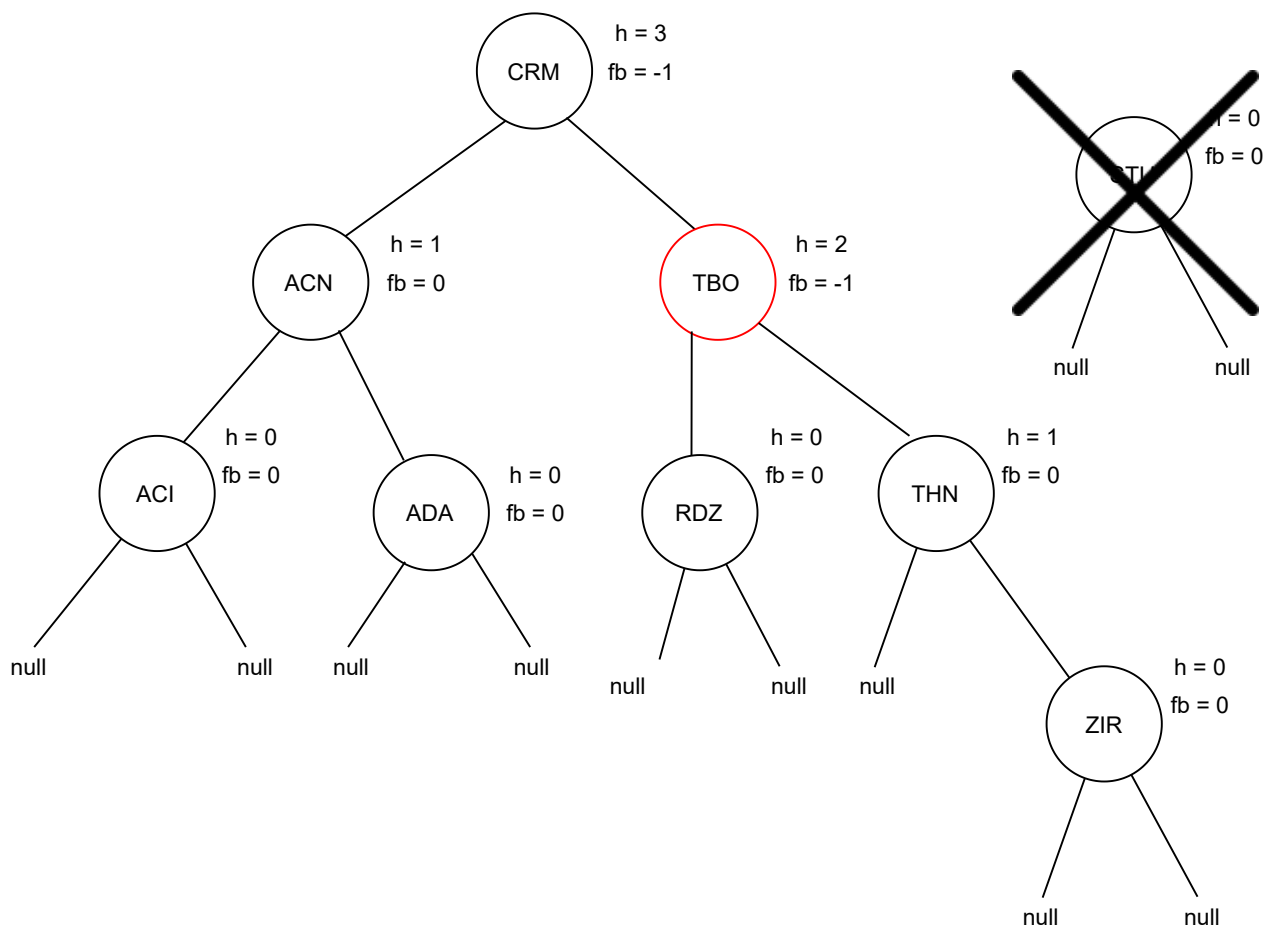 CRM
h = 3
fb = -1
= 0
fb = 0
null
null
ACN
h = 1
fb = 0
TBO
h = 2
fb = -1
ACI
h = 0
fb = 0
ADA
h = 0
fb = 0
RDZ
h = 0
fb = 0
THN
h = 1
fb = 0
null
null
null
null
null
null
null
ZIR
h = 0
fb = 0
null
null